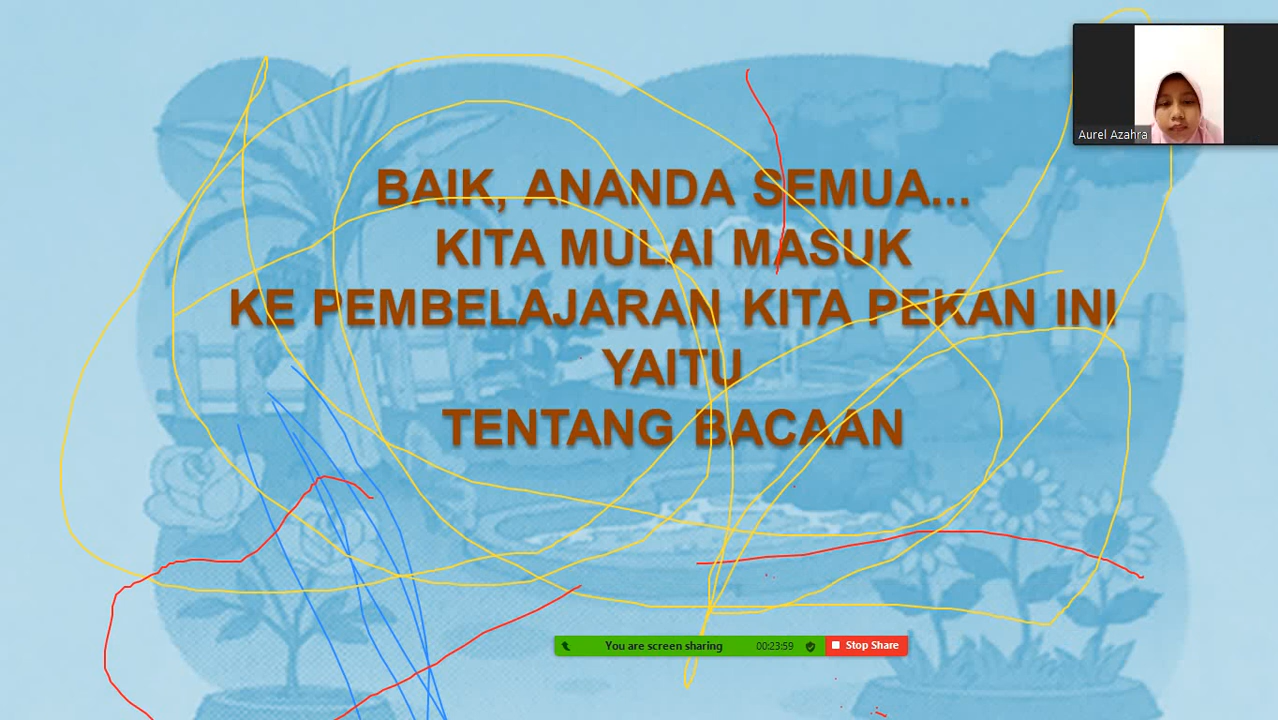 Aurel Azahra
BAIK, ANANDA SEMUA...
KITA MULAI MASUK
KE PEMBELAJARAN KITA PEKAN INI
YAITU
TENTANG BACAAN
You are screen sharing 00:23:59 Stop Share